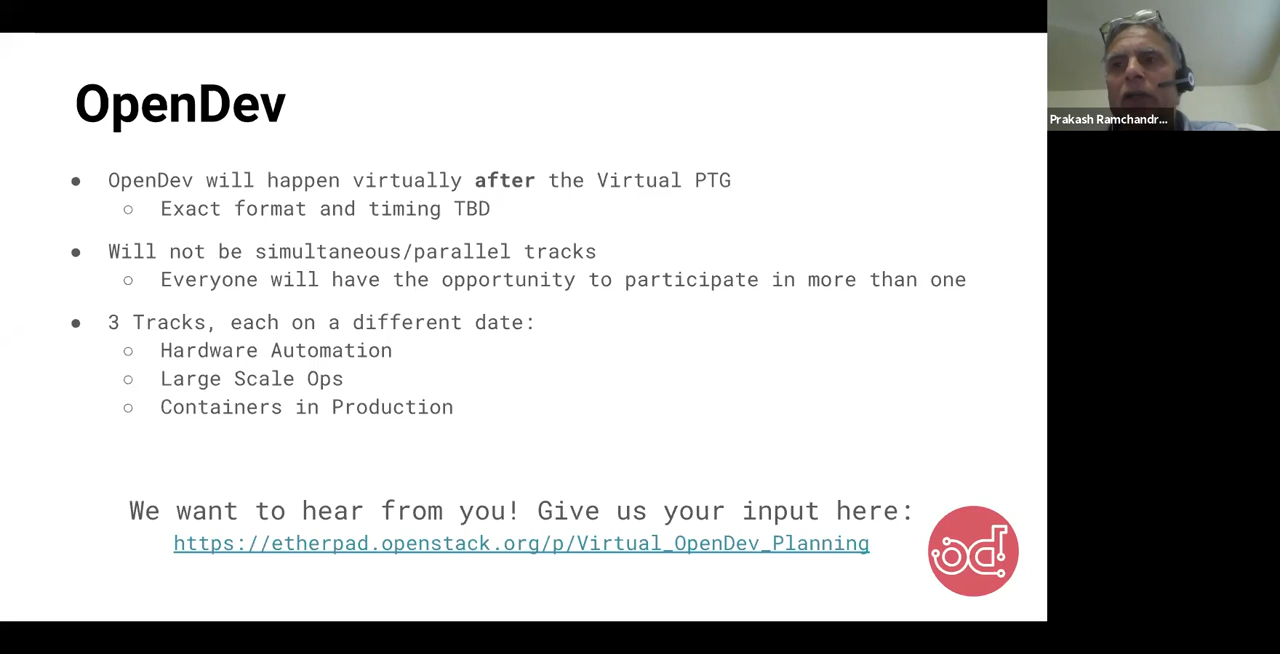 OpenDev
● OpenDev will happen virtually after the Virtual PTG
○ Exact format and timing TBD
● Will not be simultaneous/parallel tracks
○ Everyone will have the opportunity to participate in more than one
● 3 Tracks, each on a different date:
○ Hardware Automation
○ Large Scale Ops
○ Containers in Production
We want to hear from you! Give us your input here:
https://etherpad.openstack.org/p/Virtual_OpenDev_Planning
od
Prakash Ramchandr...